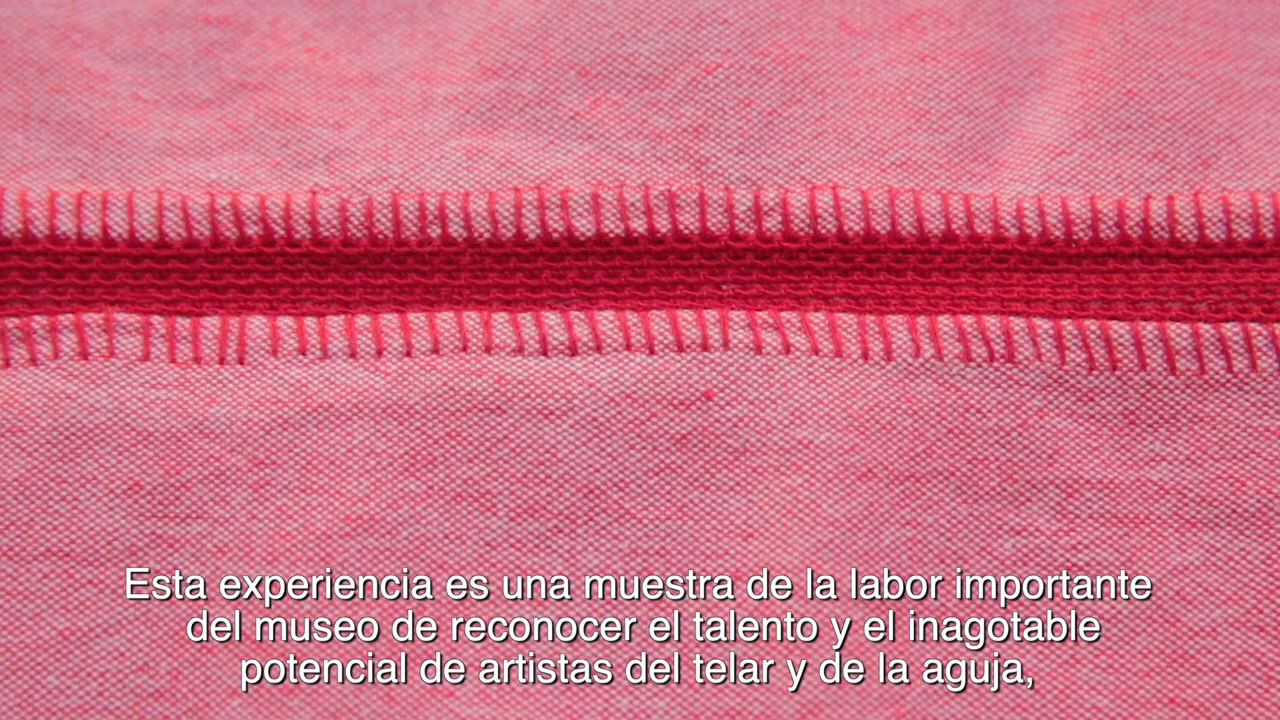 Esta experiencia es una muestra de la labor importante
del museo de reconocer el talento y el inagotable
potencial de artistas del telar y de la aguja,